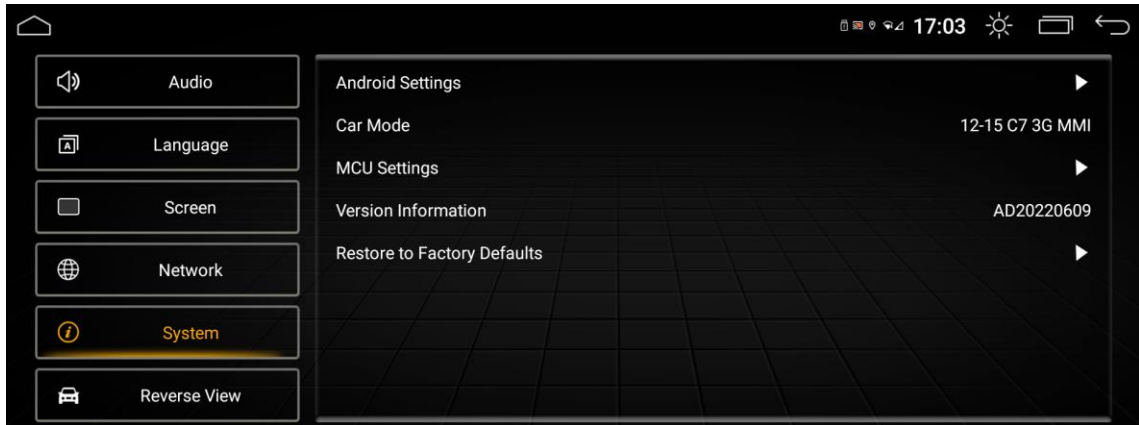 17:03
Audio
Language
Screen
Network
System
Reverse View
Android Settings
Car Mode 12-15 C7 3G MMI
MCU Settings
Version Information AD20220609
Restore to Factory Defaults